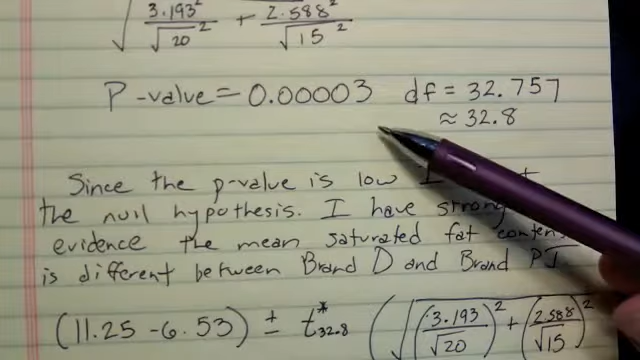 √ 3.193² / √20 ² + 2.588² / √15 ²
P-value = 0.00003 df = 32.757
≈ 32.8
Since the p-value is low I
the null hypothesis. I have strong
evidence the mean saturated fat conten
is different between Brand D and Brand PJ
(11.25 - 6.53) ± t*32.8 (√(3.193/√20)² + (2.588/√15)²